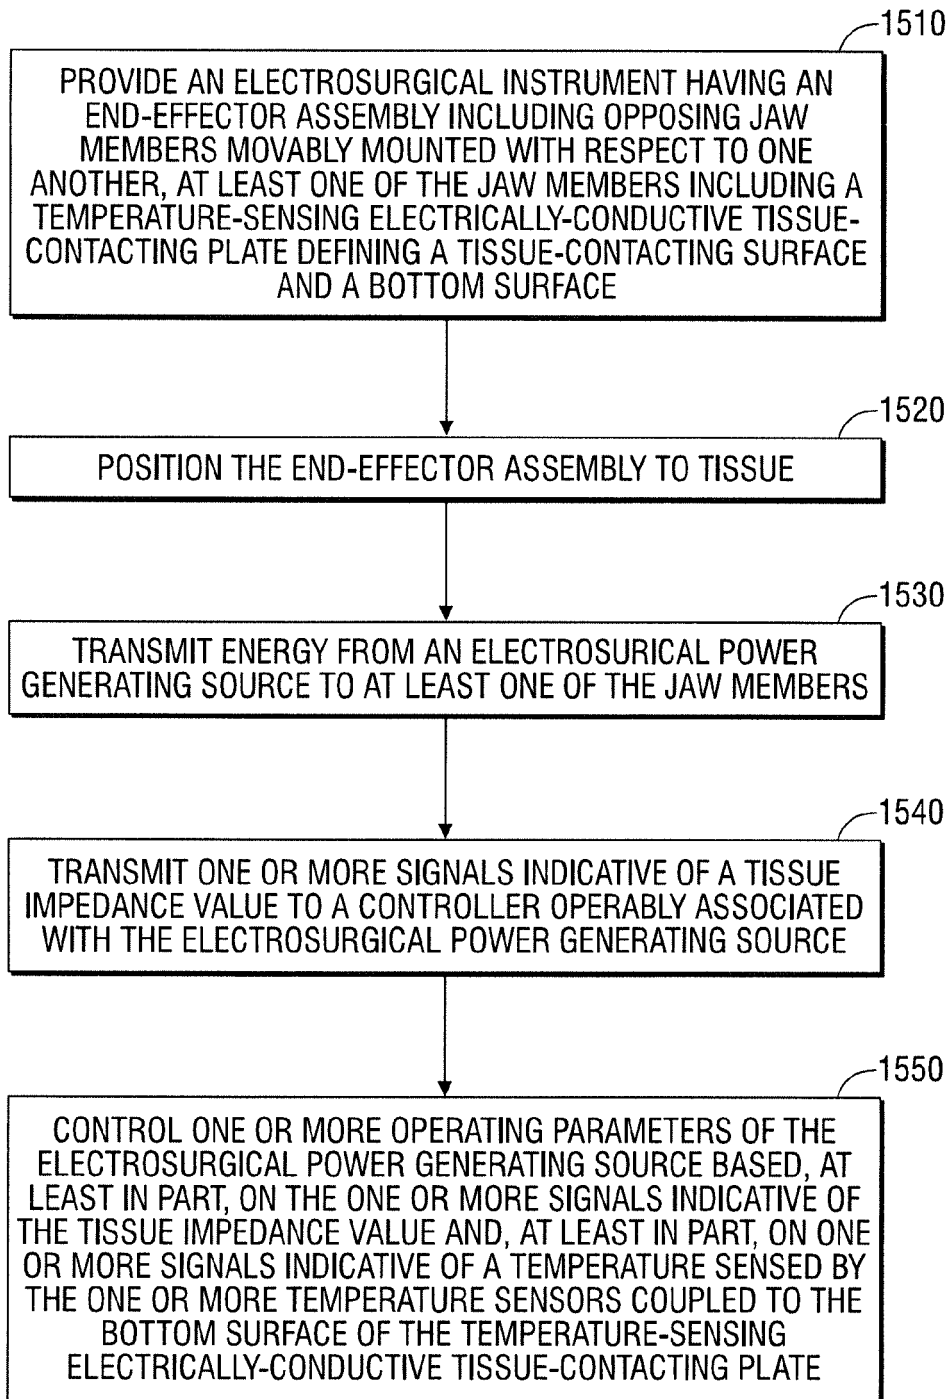 1510
PROVIDE AN ELECTROSURGICAL INSTRUMENT HAVING AN
END-EFFECTOR ASSEMBLY INCLUDING OPPOSING JAW
MEMBERS MOVABLY MOUNTED WITH RESPECT TO ONE
ANOTHER, AT LEAST ONE OF THE JAW MEMBERS INCLUDING A
TEMPERATURE-SENSING ELECTRICALLY-CONDUCTIVE TISSUE-
CONTACTING PLATE DEFINING A TISSUE-CONTACTING SURFACE
AND A BOTTOM SURFACE
1520
POSITION THE END-EFFECTOR ASSEMBLY TO TISSUE
1530
TRANSMIT ENERGY FROM AN ELECTROSURICAL POWER
GENERATING SOURCE TO AT LEAST ONE OF THE JAW MEMBERS
1540
TRANSMIT ONE OR MORE SIGNALS INDICATIVE OF A TISSUE
IMPEDANCE VALUE TO A CONTROLLER OPERABLY ASSOCIATED
WITH THE ELECTROSURGICAL POWER GENERATING SOURCE
1550
CONTROL ONE OR MORE OPERATING PARAMETERS OF THE
ELECTROSURGICAL POWER GENERATING SOURCE BASED, AT
LEAST IN PART, ON THE ONE OR MORE SIGNALS INDICATIVE OF
THE TISSUE IMPEDANCE VALUE AND, AT LEAST IN PART, ON ONE
OR MORE SIGNALS INDICATIVE OF A TEMPERATURE SENSED BY
THE ONE OR MORE TEMPERATURE SENSORS COUPLED TO THE
BOTTOM SURFACE OF THE TEMPERATURE-SENSING
ELECTRICALLY-CONDUCTIVE TISSUE-CONTACTING PLATE